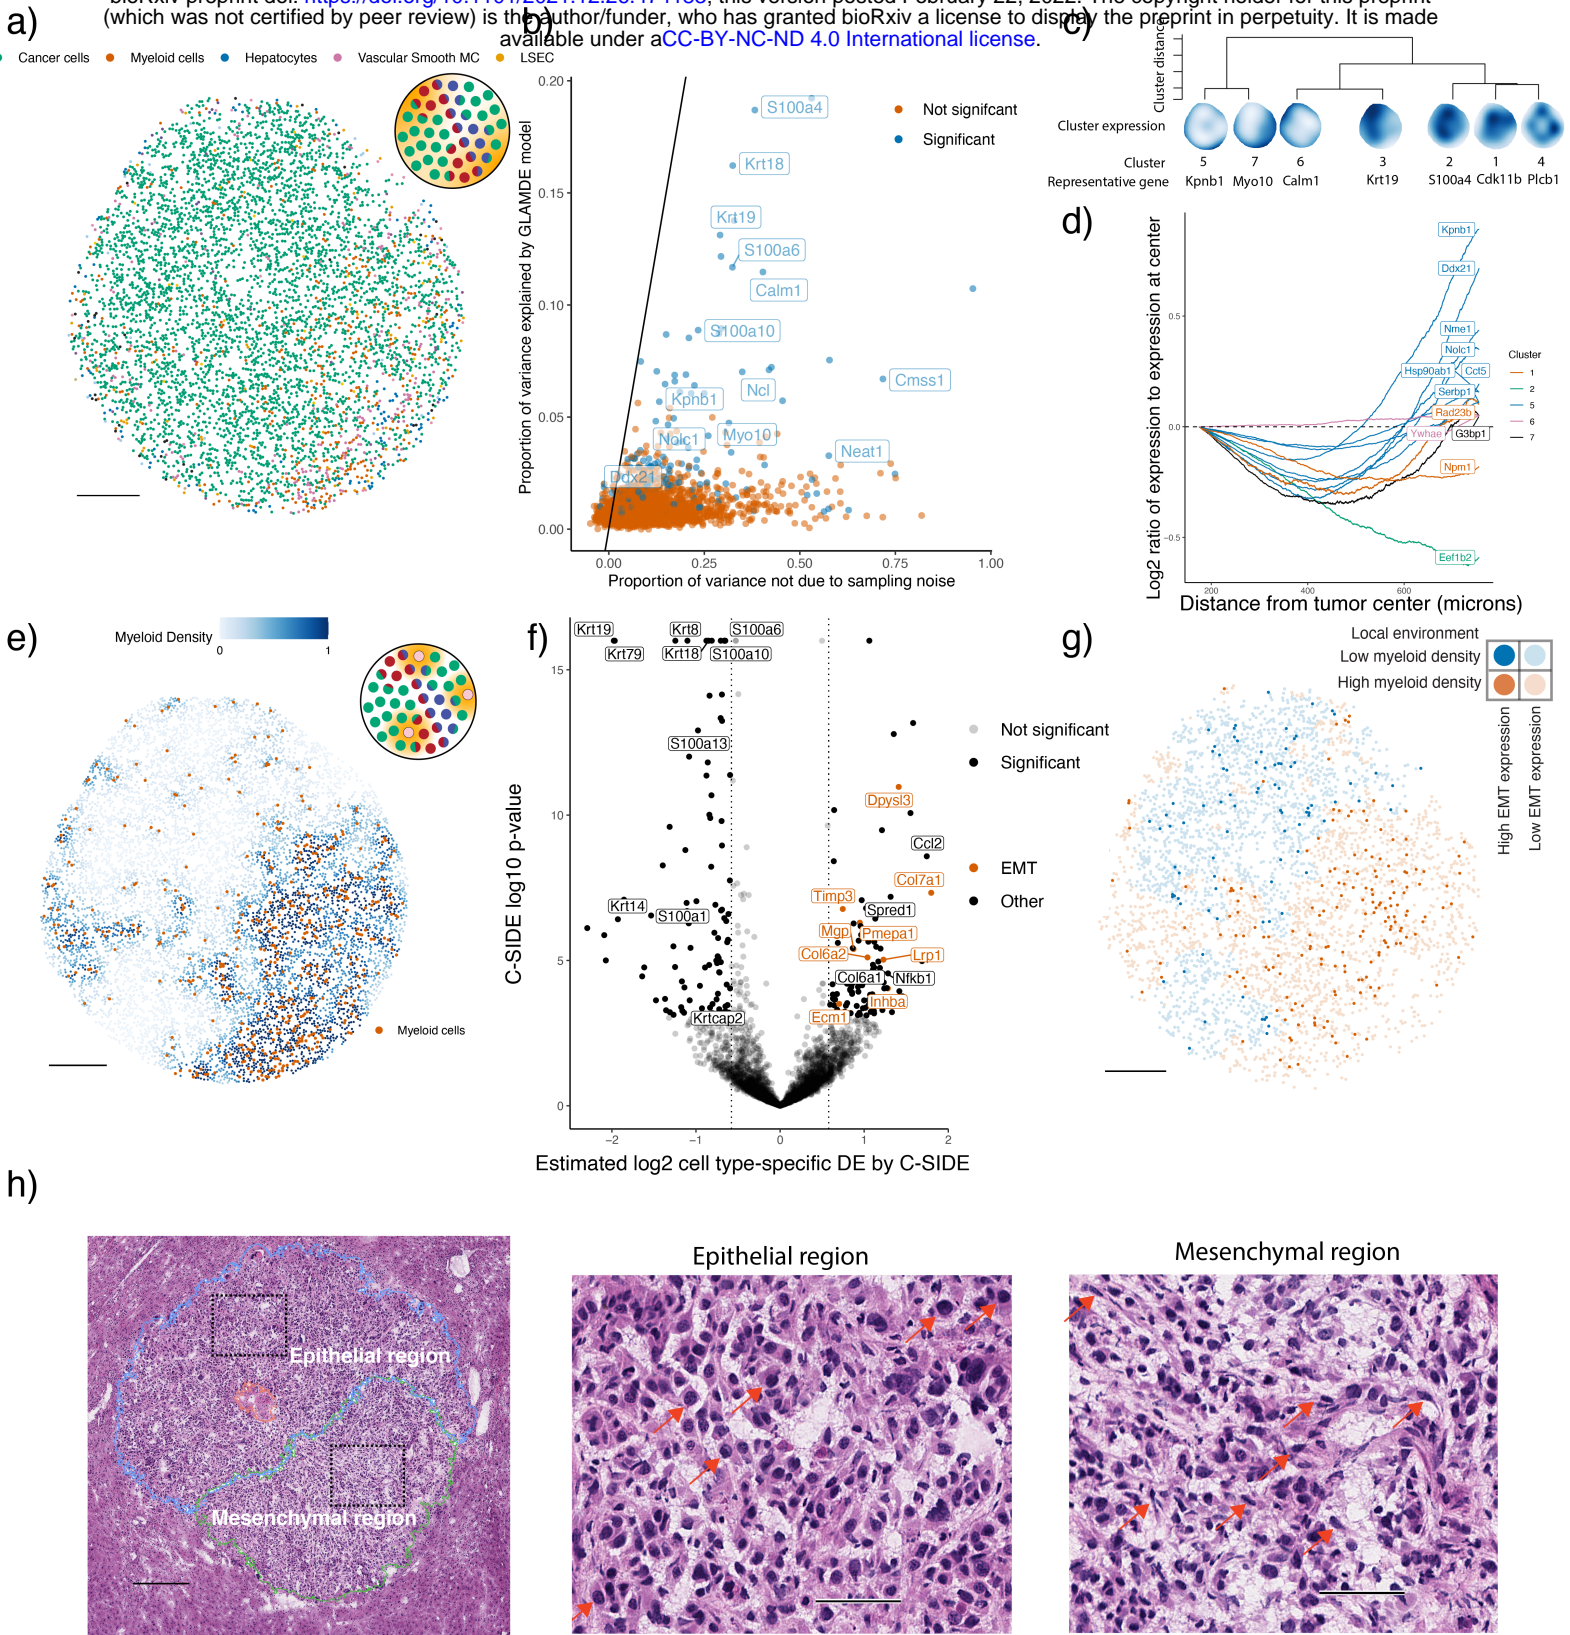 (which was not certified by peer review) is the author/funder, who has granted bioRxiv a license to display the preprint in perpetuity. It is made
available under aCC-BY-NC-ND 4.0 International license.
a)
Cancer cells
Myeloid cells
Hepatocytes
Vascular Smooth MC
LSEC
b)
Proportion of variance explained by GLAMDE model
0.20
0.15
0.10
0.05
0.00
S100a4
Krt18
Krt19
S100a6
Calm1
S100a10
Cmss1
Ncl
Kpnb1
Myo10
Nolc1
Neat1
Ddx21
Not signifcant
Significant
0.00
0.25
0.50
0.75
1.00
Proportion of variance not due to sampling noise
c)
Cluster distance
Cluster expression
Cluster
5 7 6 3 2 1 4
Representative gene
Kpnb1 Myo10 Calm1 Krt19 S100a4 Cdk11b Plcb1
d)
Log2 ratio of expression to expression at center
0.5
0.0
−0.5
Kpnb1
Ddx21
Nme1
Nolc1
Hsp90ab1
Cct5
Serbp1
Rad23b
Ywhae
G3bp1
Npm1
Eef1b2
Cluster
1
2
5
6
7
200
400
600
Distance from tumor center (microns)
e)
Myeloid Density
0
1
Myeloid cells
f)
C-SIDE log10 p-value
15
10
5
0
Krt19
Krt8
S100a6
Krt79
Krt18
S100a10
S100a13
Dpysl3
Ccl2
Col7a1
Timp3
Krt14
S100a1
Spred1
Mgp
Pmepa1
Col6a2
Lrp1
Col6a1
Nfkb1
Inhba
Krtcap2
Ecm1
Not significant
Significant
EMT
Other
−2
−1
0
1
2
Estimated log2 cell type-specific DE by C-SIDE
g)
Local environment
Low myeloid density
High myeloid density
High EMT expression
Low EMT expression
h)
Epithelial region
Mesenchymal region
Epithelial region
Mesenchymal region